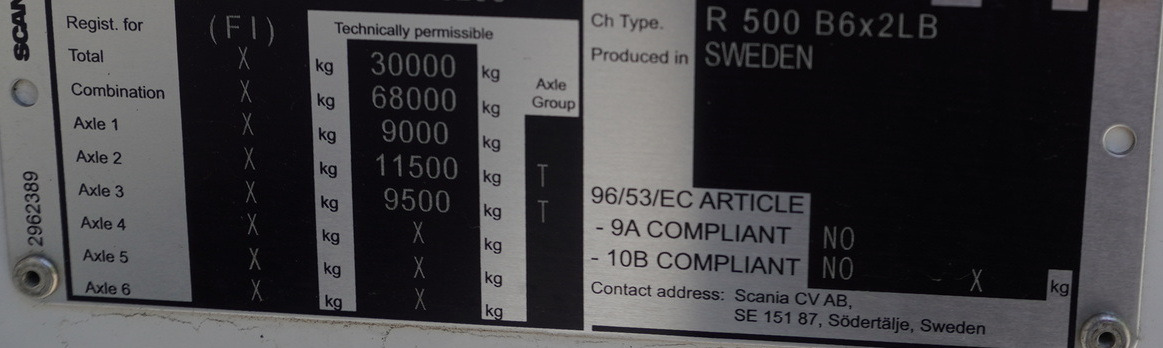 SCAN
2962389
Regist. for (FI) Technically permissible
Total X kg 30000 kg
Combination X kg 68000 kg Axle Group
Axle 1 X kg 9000 kg
Axle 2 X kg 11500 kg T
Axle 3 X kg 9500 kg T
Axle 4 X kg X kg
Axle 5 X kg X kg
Axle 6 X kg X kg
Ch Type. R 500 B6x2LB
Produced in SWEDEN
96/53/EC ARTICLE
- 9A COMPLIANT NO
- 10B COMPLIANT NO X kg
Contact address: Scania CV AB,
SE 151 87, Södertälje, Sweden